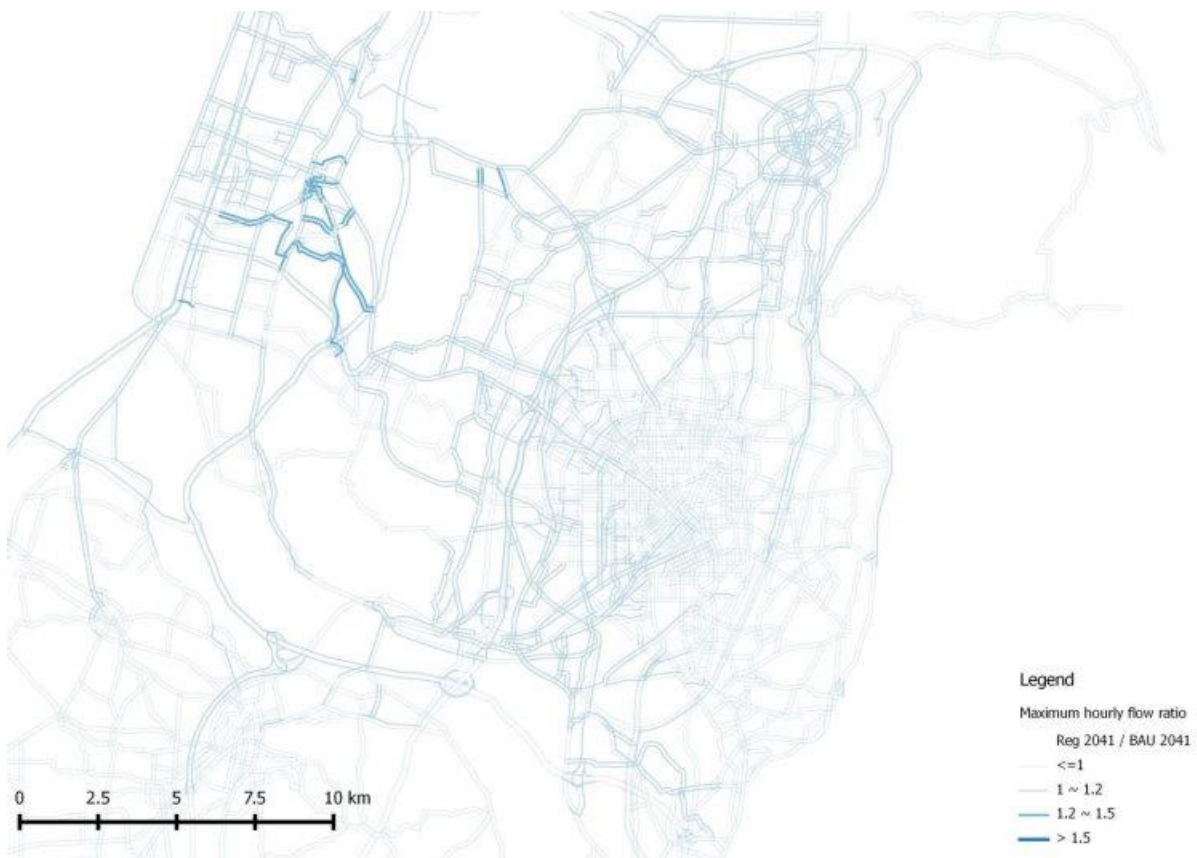 Legend
Maximum hourly flow ratio
Reg 2041 / BAU 2041
<=1
1 ~ 1.2
1.2 ~ 1.5
> 1.5
0 2.5 5 7.5 10 km